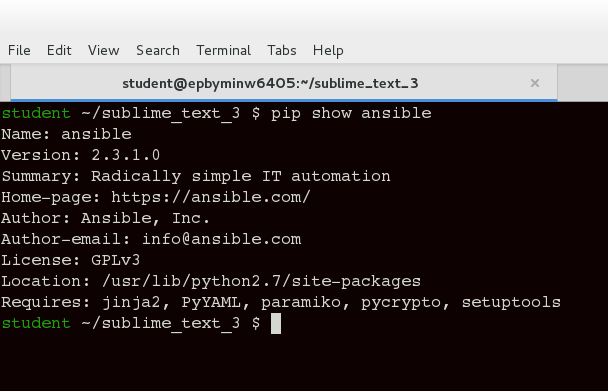 File Edit View Search Terminal Tabs Help
student@epbyminw6405:~/sublime_text_3 ×
student ~/sublime_text_3 $ pip show ansible
Name: ansible
Version: 2.3.1.0
Summary: Radically simple IT automation
Home-page: https://ansible.com/
Author: Ansible, Inc.
Author-email: info@ansible.com
License: GPLv3
Location: /usr/lib/python2.7/site-packages
Requires: jinja2, PyYAML, paramiko, pycrypto, setuptools
student ~/sublime_text_3 $